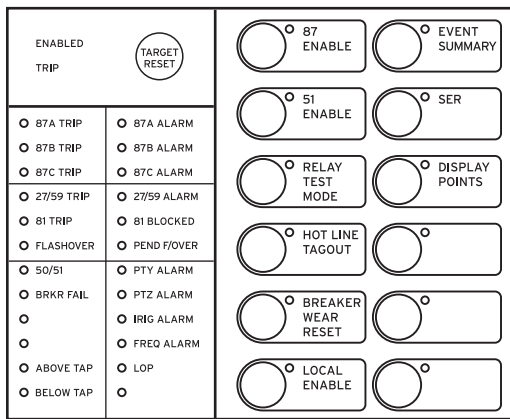 ENABLED
TRIP
TARGET
RESET
87A TRIP
87A ALARM
87B TRIP
87B ALARM
87C TRIP
87C ALARM
27/59 TRIP
27/59 ALARM
81 TRIP
81 BLOCKED
FLASHOVER
PEND F/OVER
50/51
PTY ALARM
BRKR FAIL
PTZ ALARM
IRIG ALARM
FREQ ALARM
ABOVE TAP
LOP
BELOW TAP
87
ENABLE
EVENT
SUMMARY
51
ENABLE
SER
RELAY
TEST
MODE
DISPLAY
POINTS
HOT LINE
TAGOUT
BREAKER
WEAR
RESET
LOCAL
ENABLE